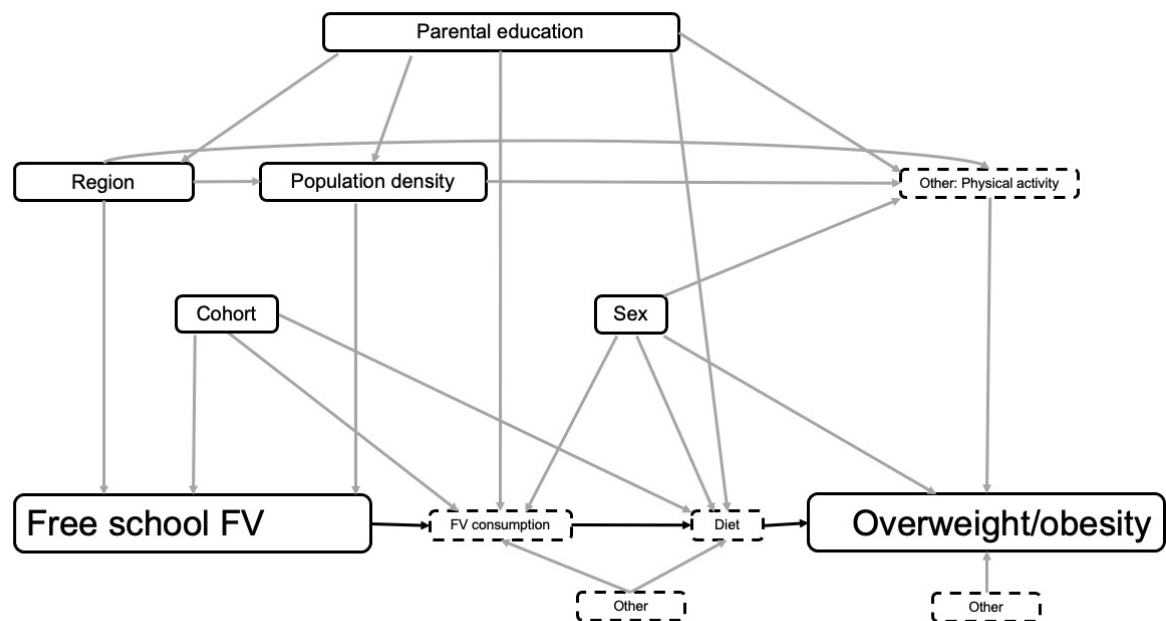 Parental education
Region
Population density
Other: Physical activity
Cohort
Sex
Free school FV
FV consumption
Diet
Overweight/obesity
Other
Other